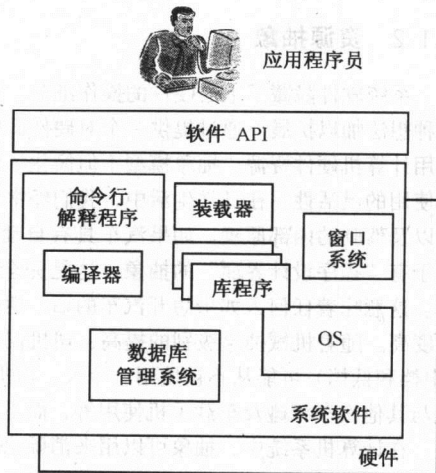 应用程序员
软件 API
命令行
解释程序
装载器
窗口
系统
编译器
库程序
OS
数据库
管理系统
系统软件
硬件